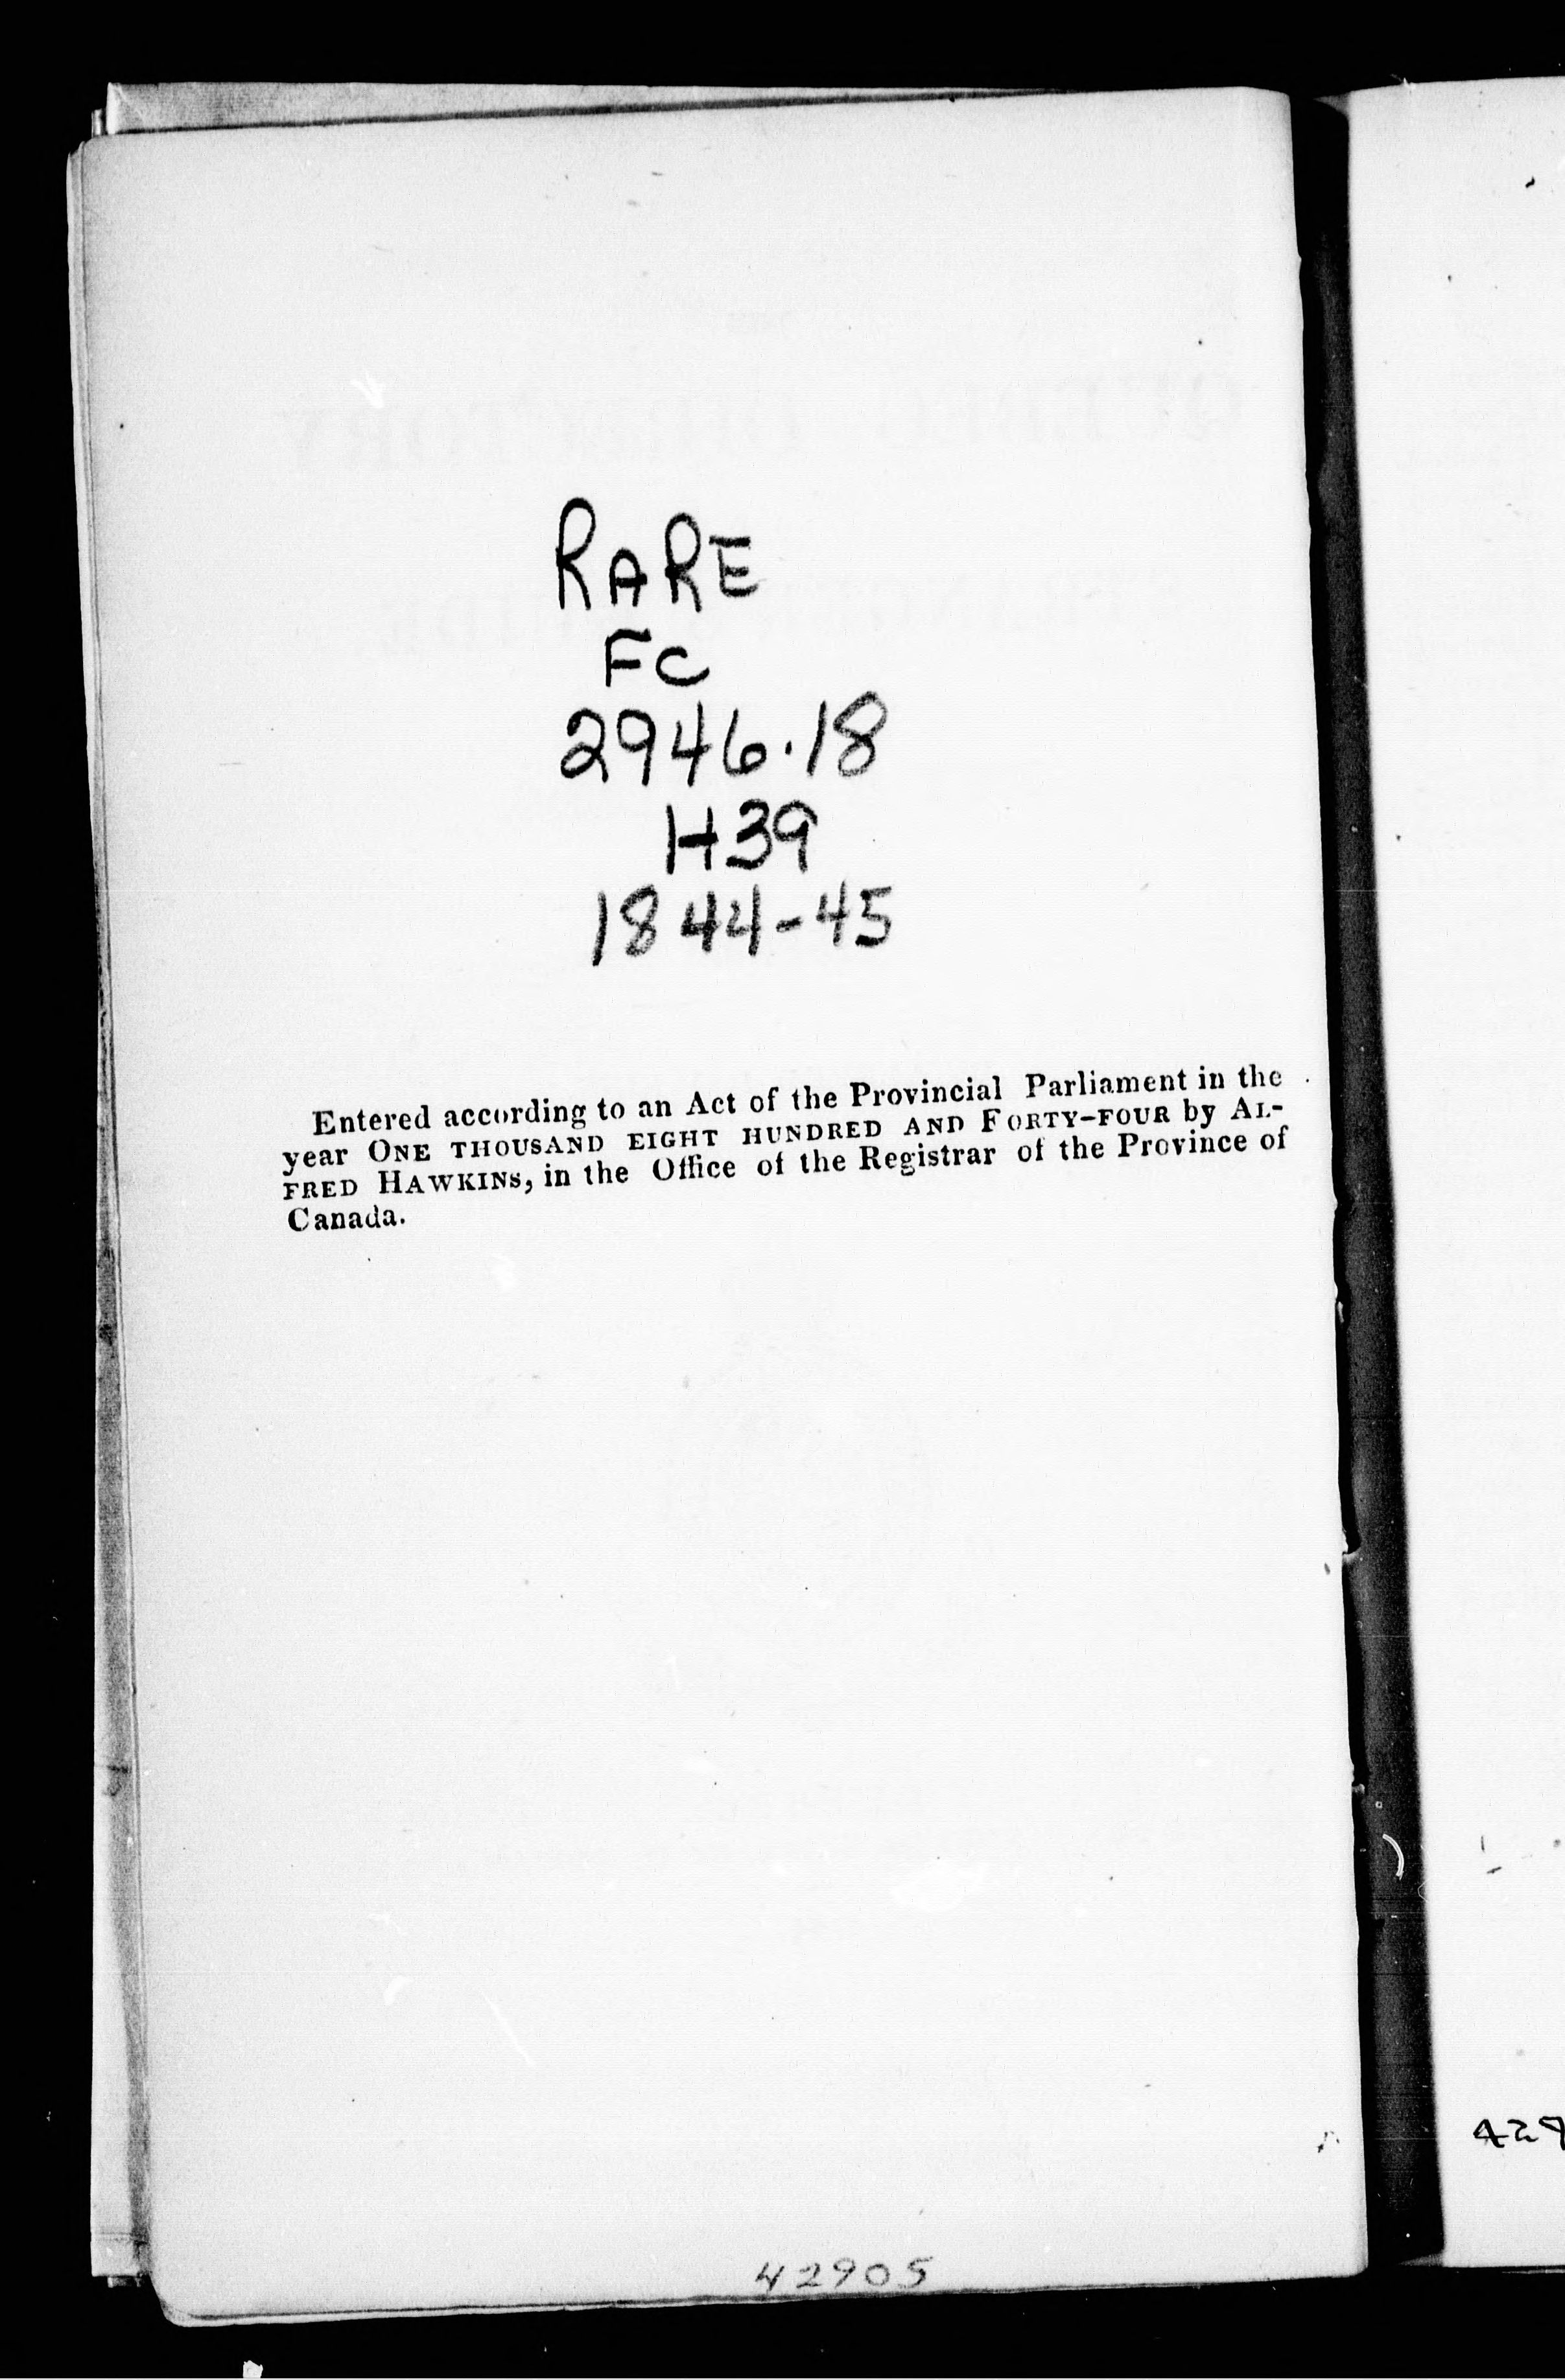 RARE
FC
2946.18
H39
1844-45
Entered according to an Act of the Provincial Parliament in the
year ONE THOUSAND EIGHT HUNDRED AND FORTY-FOUR by AL-
FRED HAWKINS, in the Office of the Registrar of the Province of
Canada.
42905
429